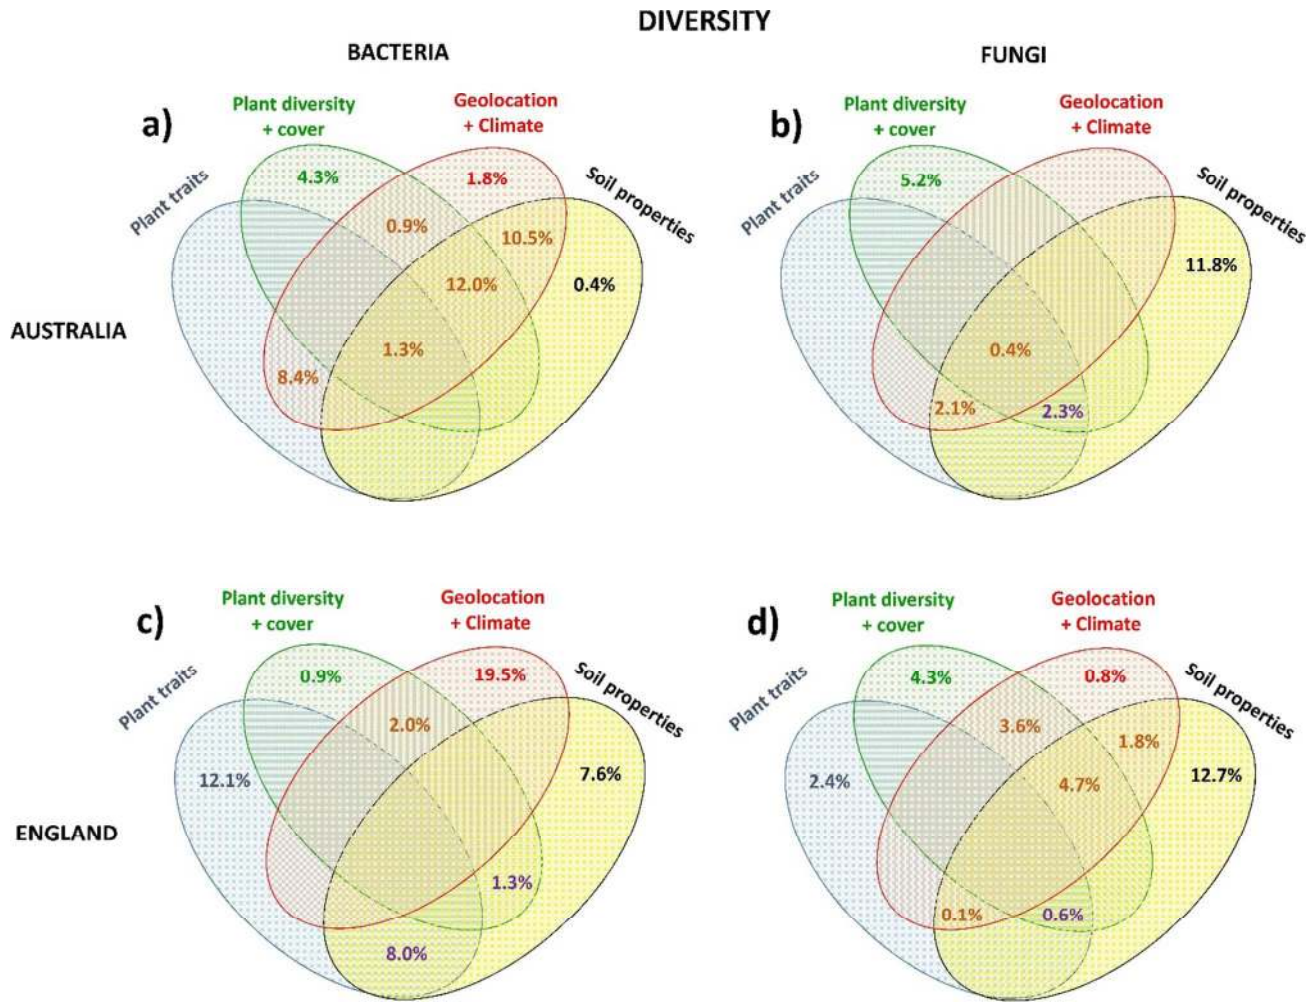 DIVERSITY
BACTERIA
FUNGI
a)
Plant diversity
+ cover
Geolocation
+ Climate
Plant traits
Soil properties
4.3%
1.8%
0.9%
10.5%
12.0%
0.4%
1.3%
8.4%
b)
Plant diversity
+ cover
Geolocation
+ Climate
Plant traits
Soil properties
5.2%
11.8%
0.4%
2.1%
2.3%
AUSTRALIA
c)
Plant diversity
+ cover
Geolocation
+ Climate
Plant traits
Soil properties
0.9%
19.5%
2.0%
12.1%
7.6%
1.3%
8.0%
d)
Plant diversity
+ cover
Geolocation
+ Climate
Plant traits
Soil properties
4.3%
0.8%
3.6%
1.8%
2.4%
4.7%
12.7%
0.1%
0.6%
ENGLAND